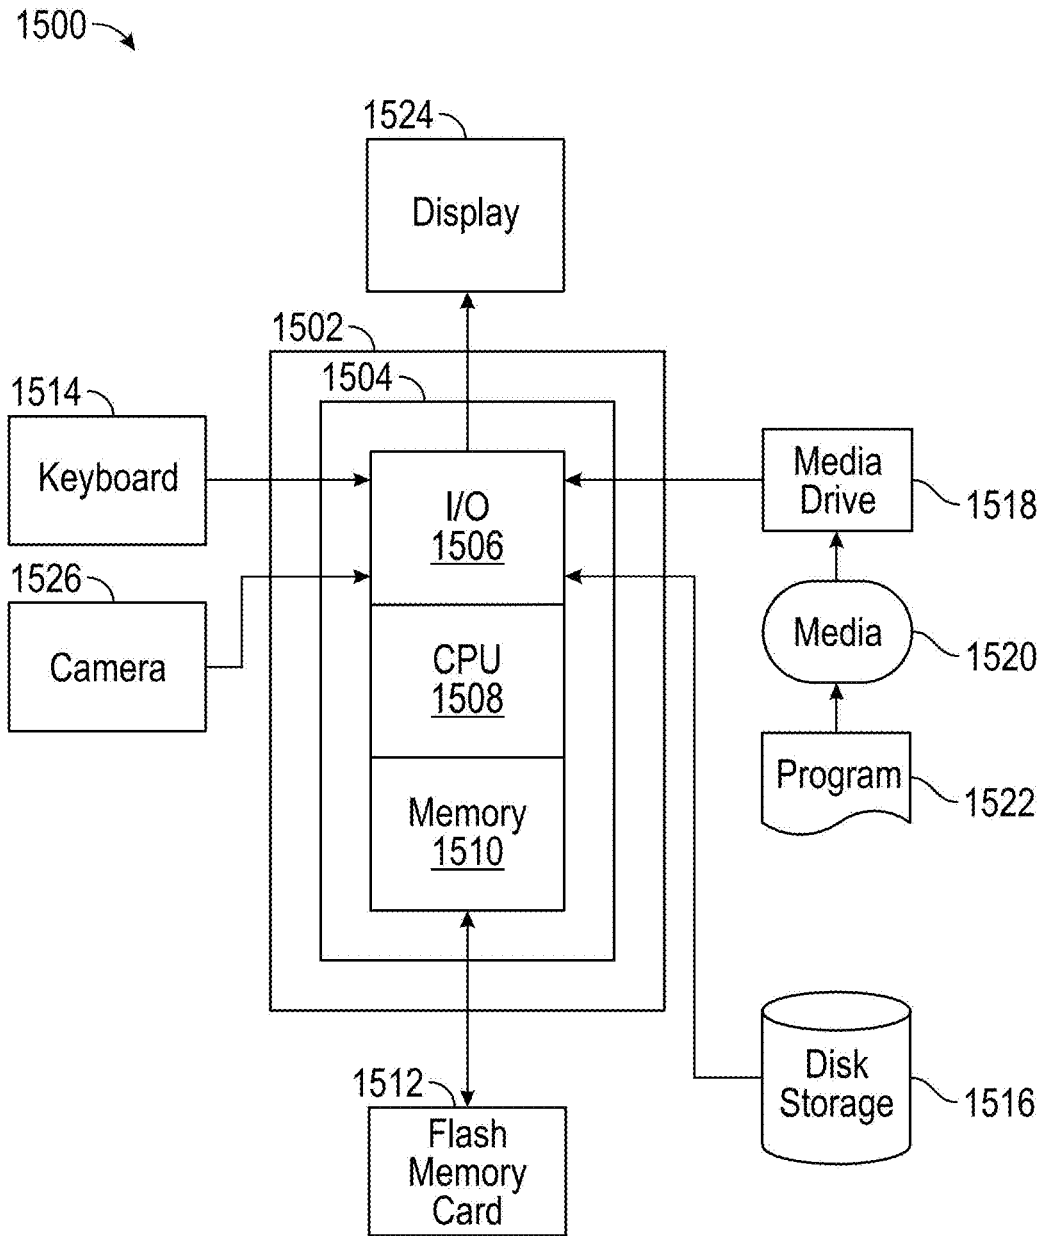 1500
1524
Display
1502
1504
1514
Keyboard
I/O
1506
Media
Drive
1518
1526
Camera
CPU
1508
Media
1520
Memory
1510
Program
1522
1512
Flash
Memory
Card
Disk
Storage
1516